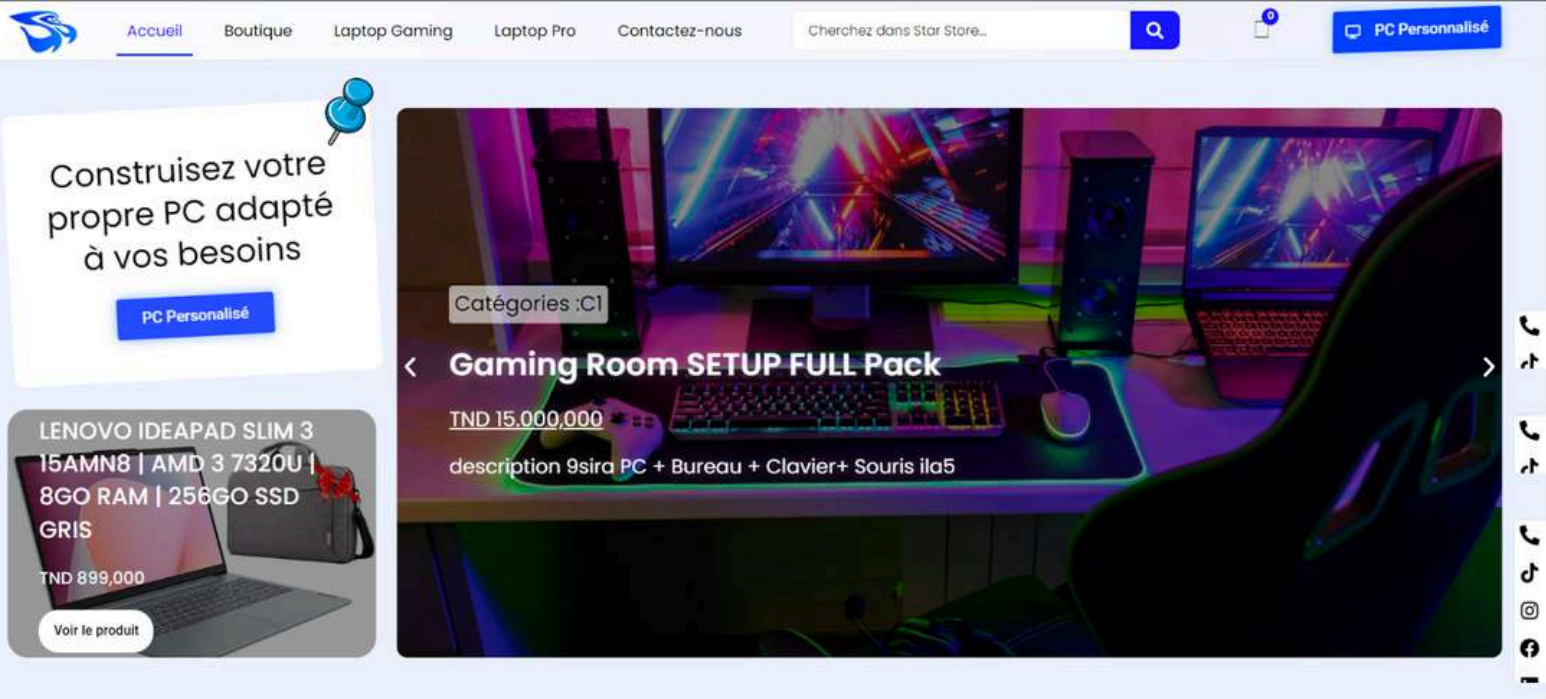 Accueil
Boutique
Laptop Gaming
Laptop Pro
Contactez-nous
Cherchez dans Star Store...
0
PC Personnalisé
Construisez votre
propre PC adapté
à vos besoins
PC Personalisé
LENOVO IDEAPAD SLIM 3
15AMN8 | AMD 3 7320U |
8GO RAM | 256GO SSD
GRIS
TND 899,000
Voir le produit
Catégories :C1
Gaming Room SETUP FULL Pack
TND 15.000,000
description 9sira PC + Bureau + Clavier+ Souris ila5